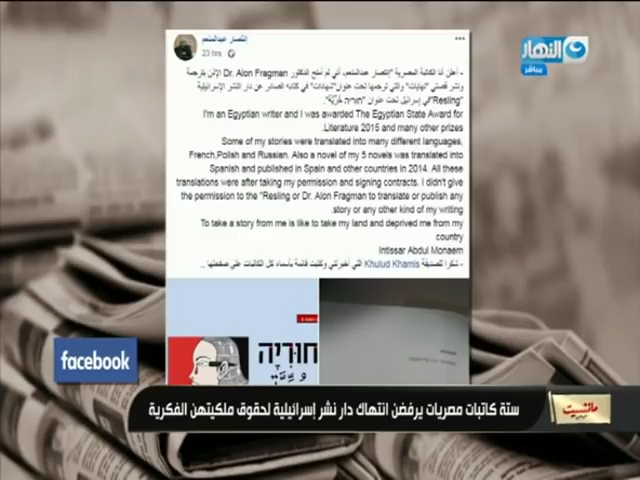 إنتصار عبدالمنعم
23 hrs
النهار
مباشر
- أعلن أنا الكاتبة المصرية "إنتصار عبدالمنعم، أني لم أمنح الدكتور Dr. Alon Fragman الإذن بترجمة
ونشر قصتي "نهايات" والتي ترجمها تحت عنوان"شهادات" في كتابه الصادر عن دار النشر الإسرائيلية
"Resling"في إسرائيل تحت عنوان "חוריה حُرِّيَّة".
I'm an Egyptian writer and I was awarded The Egyptian State Award for
.Literature 2015 and many other prizes
Some of my stories were translated into many different languages,
French,Polish and Russian. Also a novel of my 5 novels was translated into
Spanish and published in Spain and other countries in 2014. All these
translations were after taking my permission and signing contracts. I didn't give
the permission to the "Resling or Dr. Alon Fragman to translate or publish any
.story or any other kind of my writing
To take a story from me is like to take my land and deprived me from my
country
Intissar Abdul Monaem
- شكرا للصديقة Khulud Khamis التي أخبرتني وكتبت قائمة بأسماء كل الكاتبات على صفحتها ..
חוריה
facebook
ستة كاتبات مصريات يرفضن انتهاك دار نشر إسرائيلية لحقوق ملكيتهن الفكرية
مانشيت